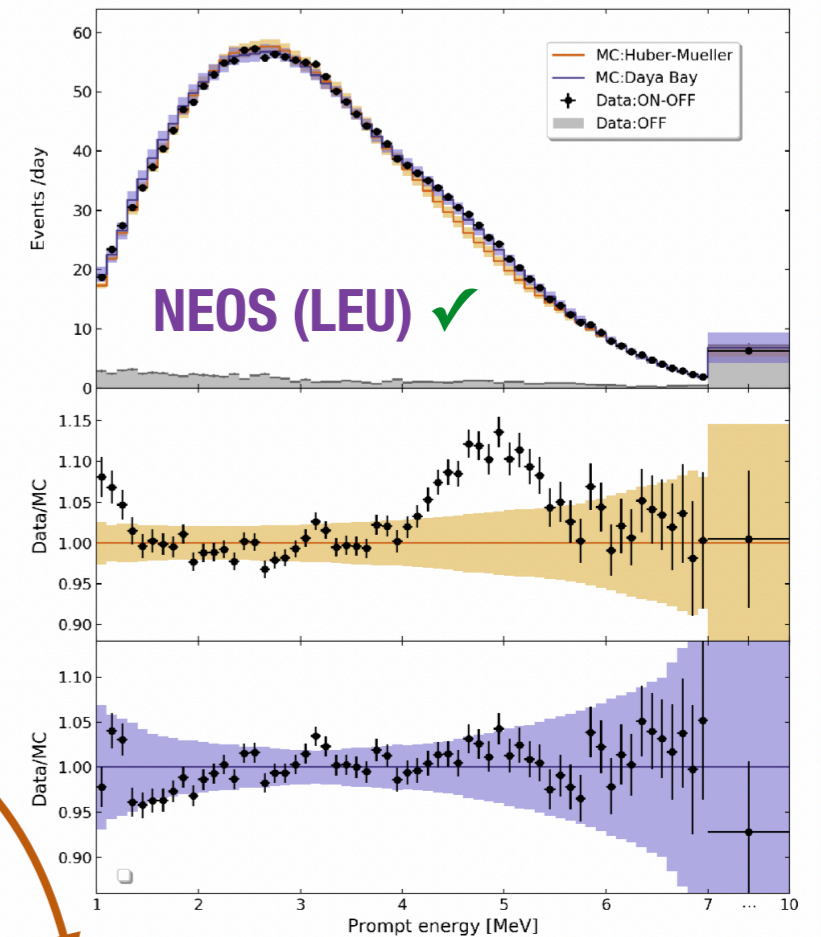 60
50
40
30
20
10
0
Events /day
MC:Huber-Mueller
MC:Daya Bay
Data:ON-OFF
Data:OFF
NEOS (LEU) ✓
1.15
1.10
1.05
1.00
0.95
0.90
Data/MC
1.10
1.05
1.00
0.95
0.90
Data/MC
1 2 3 4 5 6 7 ... 10
Prompt energy [MeV]